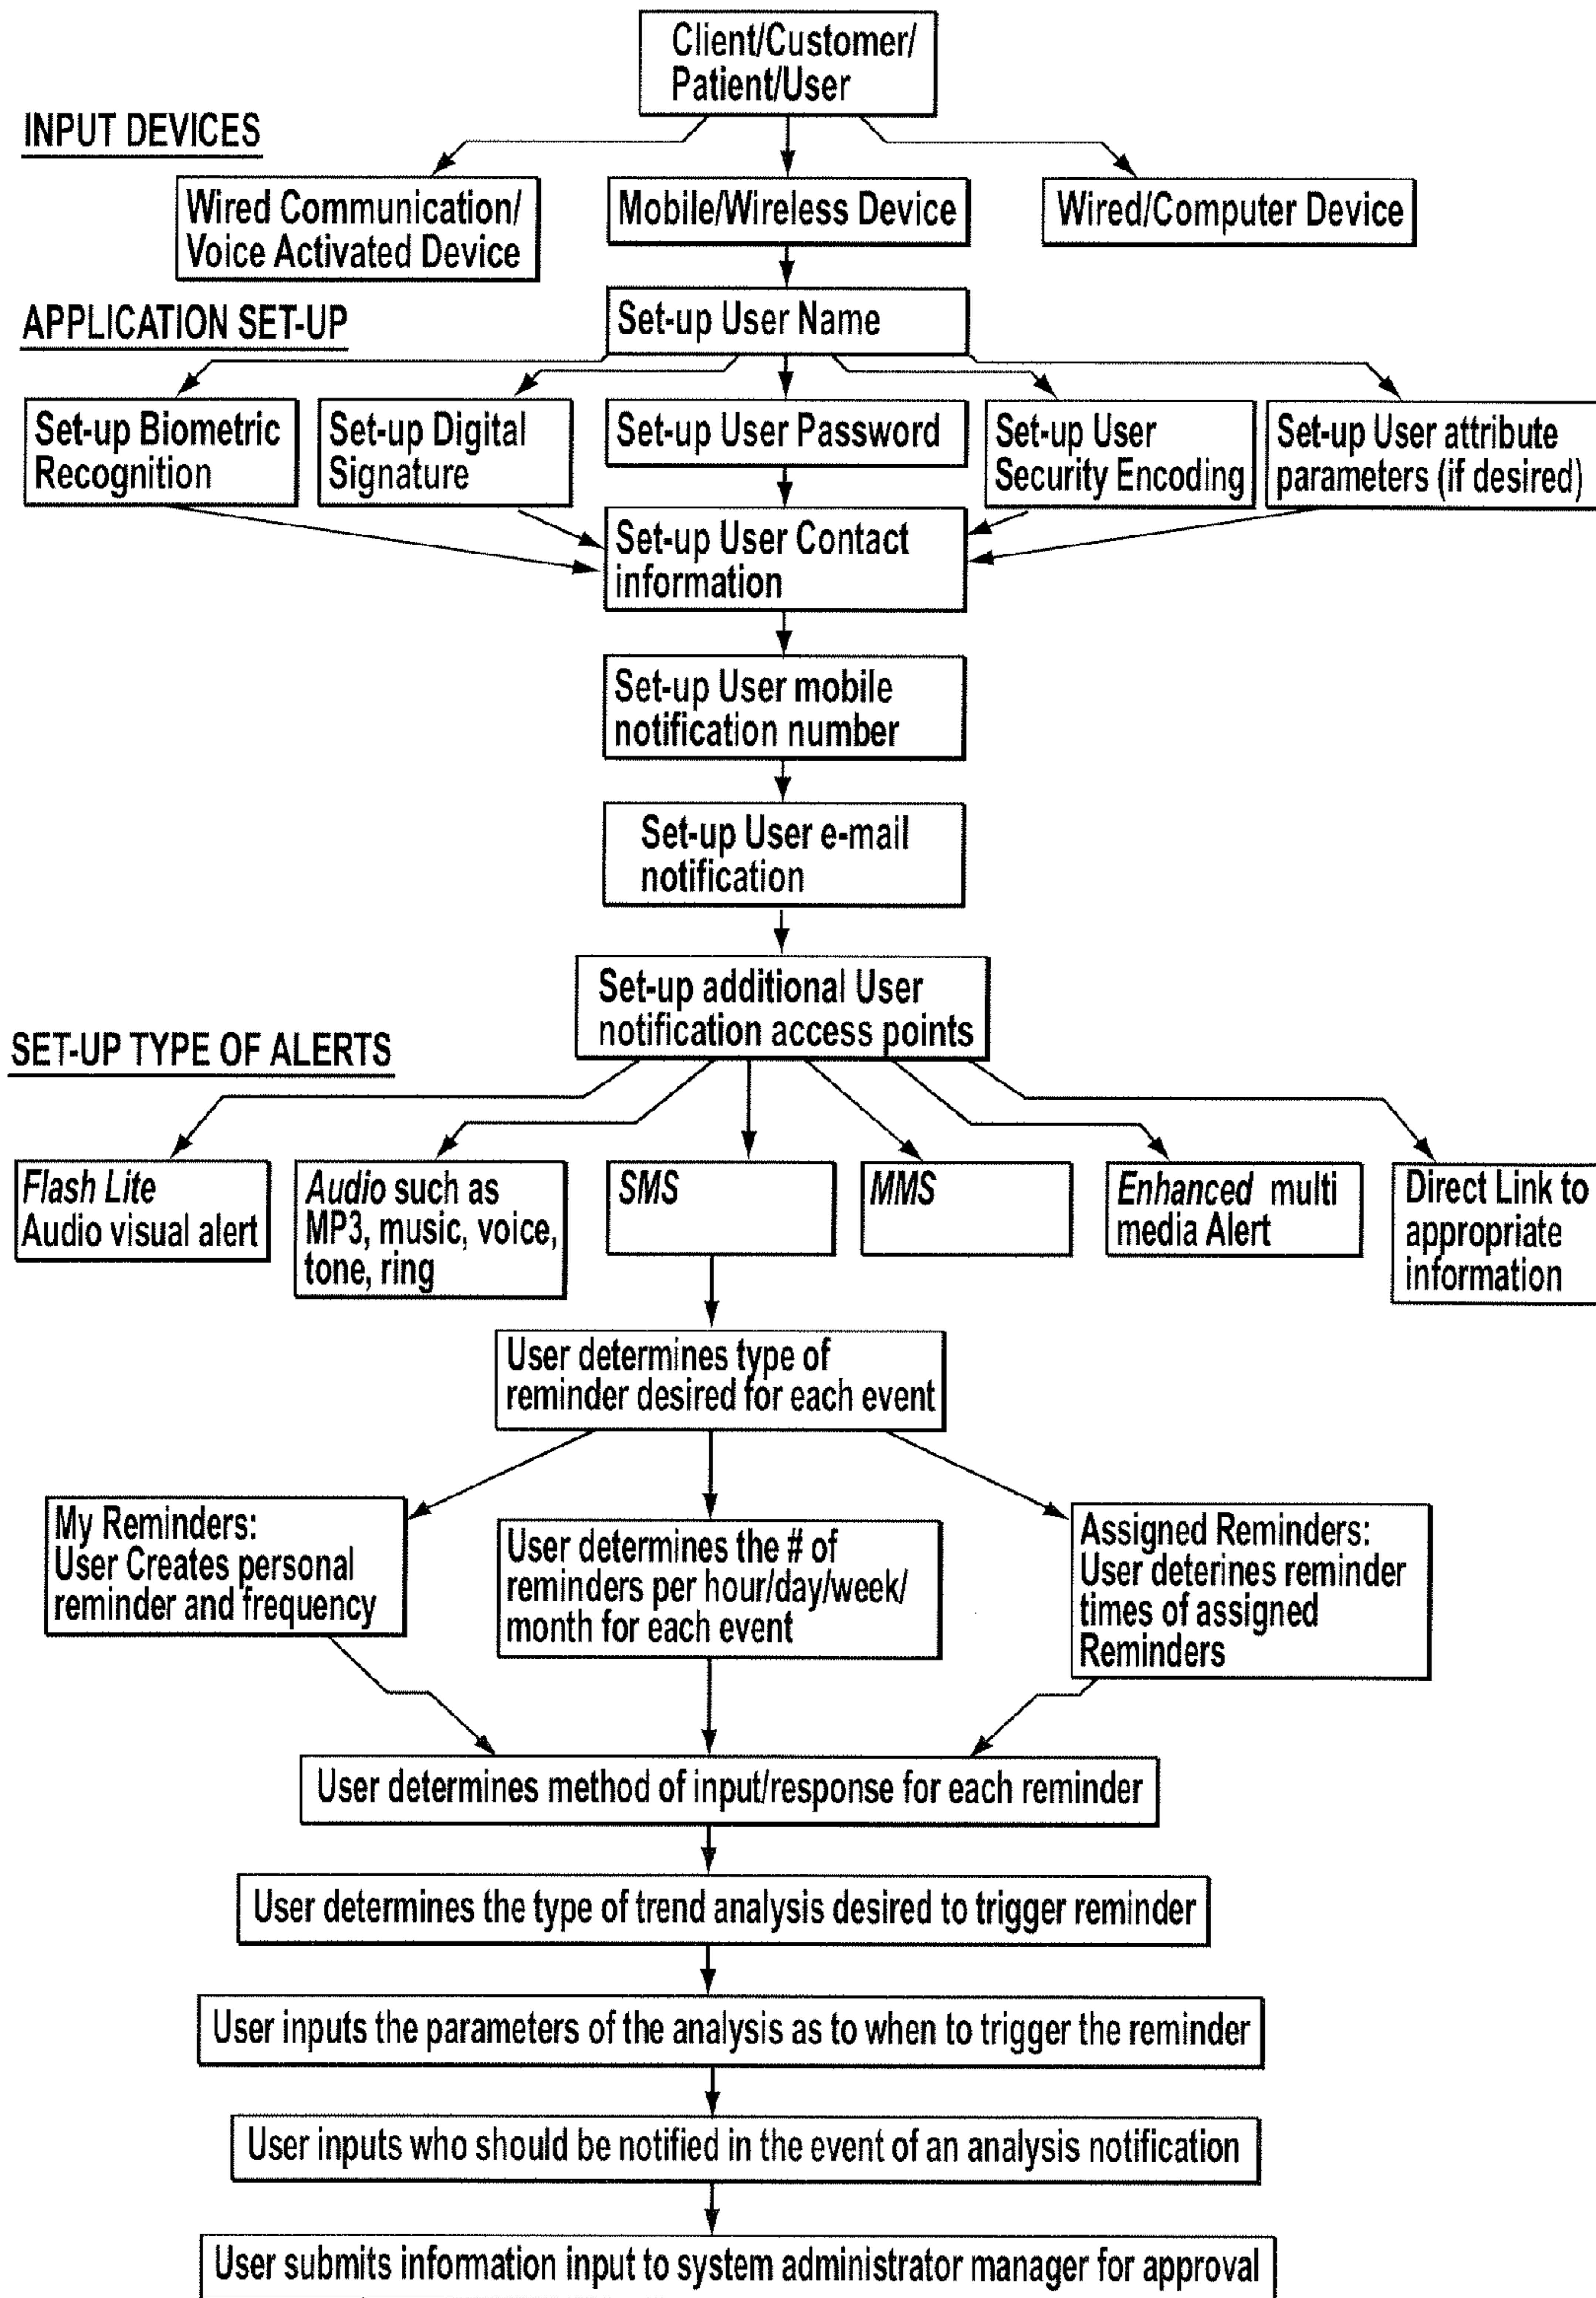 Client/Customer/
Patient/User
INPUT DEVICES
Wired Communication/
Voice Activated Device
Mobile/Wireless Device
Wired/Computer Device
APPLICATION SET-UP
Set-up User Name
Set-up Biometric
Recognition
Set-up Digital
Signature
Set-up User Password
Set-up User
Security Encoding
Set-up User attribute
parameters (if desired)
Set-up User Contact
information
Set-up User mobile
notification number
Set-up User e-mail
notification
Set-up additional User
notification access points
SET-UP TYPE OF ALERTS
Flash Lite
Audio visual alert
Audio such as
MP3, music, voice,
tone, ring
SMS
MMS
Enhanced multi
media Alert
Direct Link to
appropriate
information
User determines type of
reminder desired for each event
My Reminders:
User Creates personal
reminder and frequency
User determines the # of
reminders per hour/day/week/
month for each event
Assigned Reminders:
User deterines reminder
times of assigned
Reminders
User determines method of input/response for each reminder
User determines the type of trend analysis desired to trigger reminder
User inputs the parameters of the analysis as to when to trigger the reminder
User inputs who should be notified in the event of an analysis notification
User submits information input to system administrator manager for approval